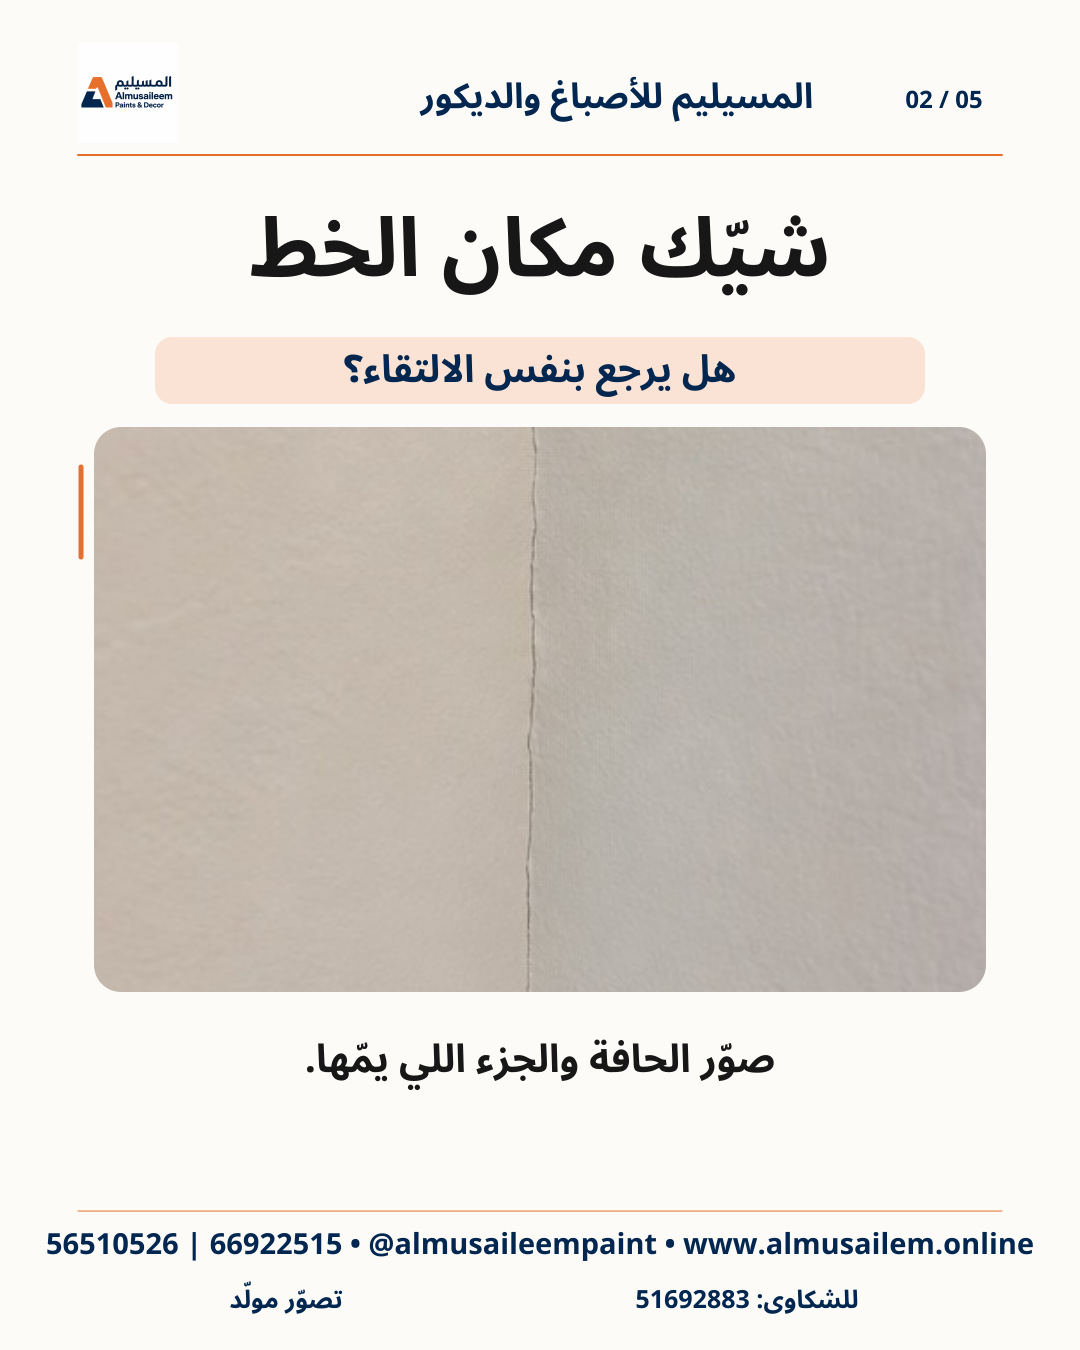 02 / 05
المسيليم للأصباغ والديكور
المسيليم
Almusaileem
Paints & Decor
شيّك مكان الخط
هل يرجع بنفس الالتقاء؟
صوّر الحافة والجزء اللي يمّها.
56510526 | 66922515 • @almusaileempaint • www.almusailem.online
للشكاوى: 51692883
تصوّر مولّد